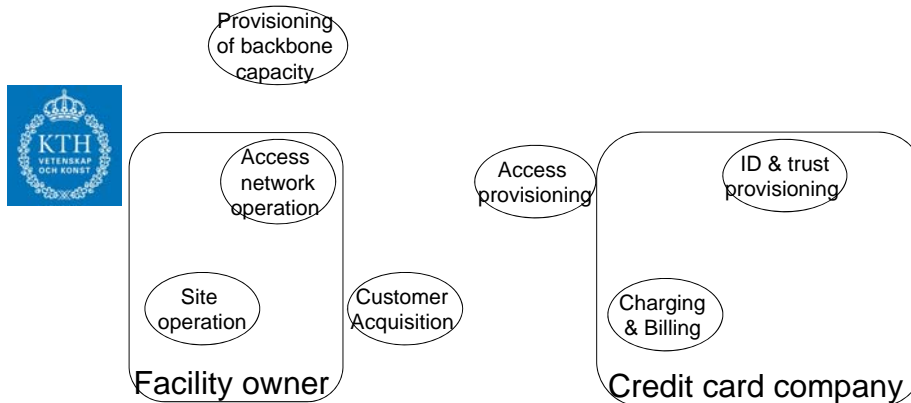 Provisioning
of backbone
capacity
KTH
VETENSKAP
OCH KONST
Access
network
operation
Access
provisioning
ID & trust
provisioning
Site
operation
Customer
Acquisition
Charging
& Billing
Facility owner
Credit card company